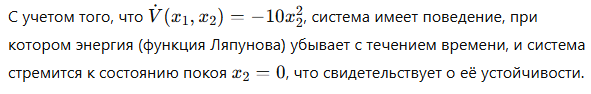 С учетом того, что V̇(x₁, x₂) = −10x₂², система имеет поведение, при
котором энергия (функция Ляпунова) убывает с течением времени, и система
стремится к состоянию покоя x₂ = 0, что свидетельствует о её устойчивости.